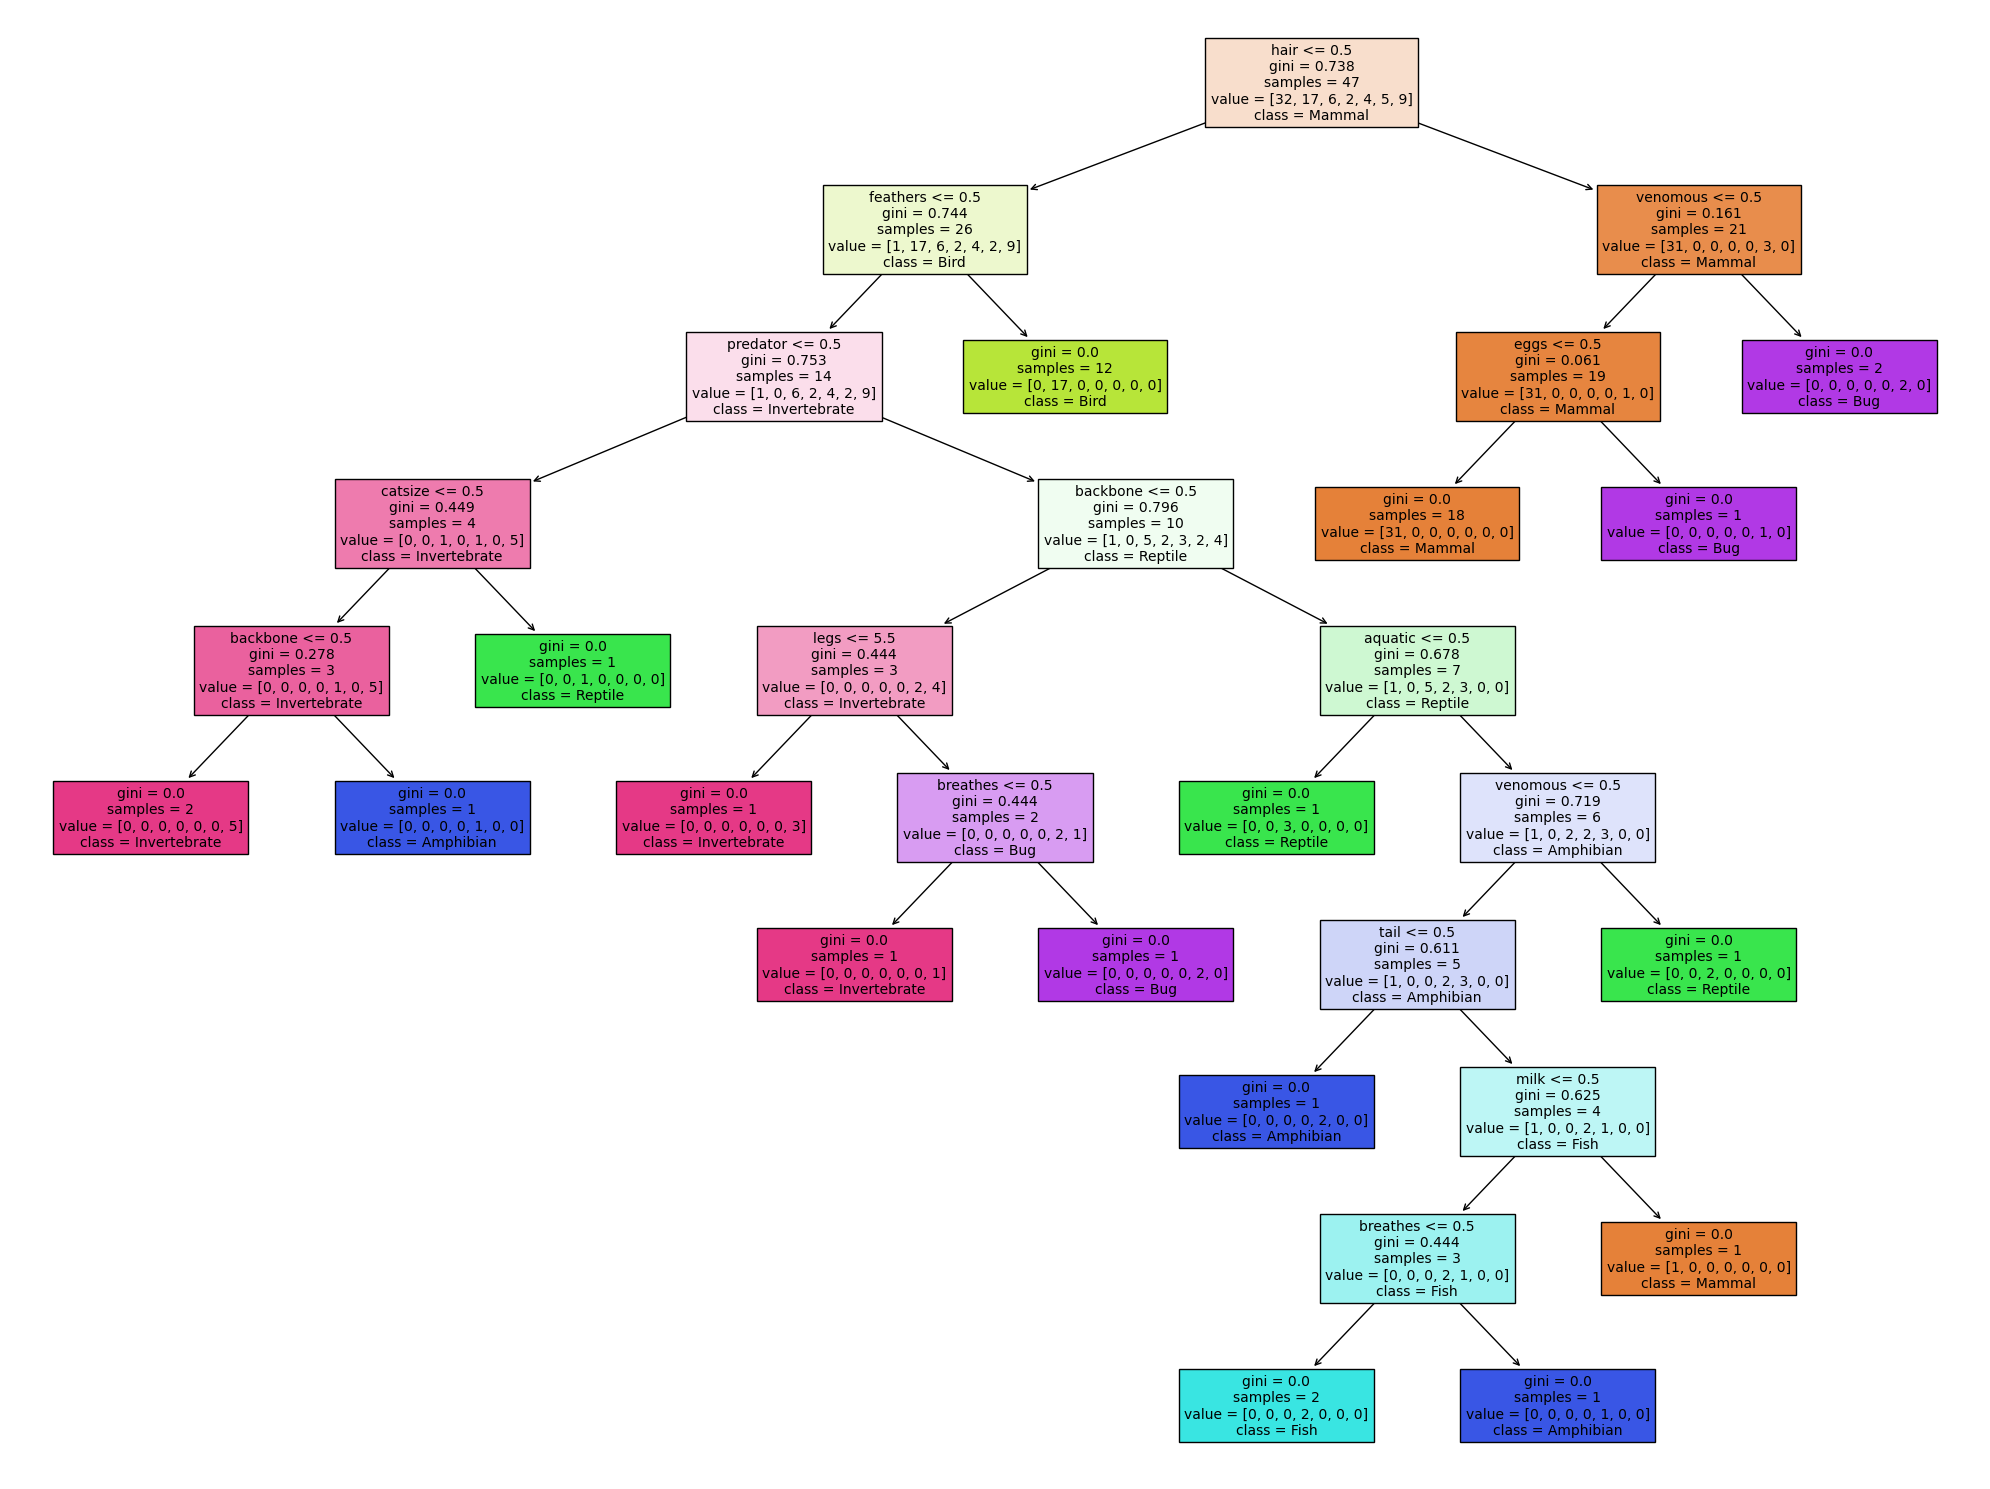 hair <= 0.5
gini = 0.738
samples = 47
value = [32, 17, 6, 2, 4, 5, 9]
class = Mammal
feathers <= 0.5
gini = 0.744
samples = 26
value = [1, 17, 6, 2, 4, 2, 9]
class = Bird
venomous <= 0.5
gini = 0.161
samples = 21
value = [31, 0, 0, 0, 0, 3, 0]
class = Mammal
predator <= 0.5
gini = 0.753
samples = 14
value = [1, 0, 6, 2, 4, 2, 9]
class = Invertebrate
gini = 0.0
samples = 12
value = [0, 17, 0, 0, 0, 0, 0]
class = Bird
eggs <= 0.5
gini = 0.061
samples = 19
value = [31, 0, 0, 0, 0, 1, 0]
class = Mammal
gini = 0.0
samples = 2
value = [0, 0, 0, 0, 0, 2, 0]
class = Bug
catsize <= 0.5
gini = 0.449
samples = 4
value = [0, 0, 1, 0, 1, 0, 5]
class = Invertebrate
backbone <= 0.5
gini = 0.796
samples = 10
value = [1, 0, 5, 2, 3, 2, 4]
class = Reptile
gini = 0.0
samples = 18
value = [31, 0, 0, 0, 0, 0, 0]
class = Mammal
gini = 0.0
samples = 1
value = [0, 0, 0, 0, 0, 1, 0]
class = Bug
backbone <= 0.5
gini = 0.278
samples = 3
value = [0, 0, 0, 0, 1, 0, 5]
class = Invertebrate
gini = 0.0
samples = 1
value = [0, 0, 1, 0, 0, 0, 0]
class = Reptile
legs <= 5.5
gini = 0.444
samples = 3
value = [0, 0, 0, 0, 0, 2, 4]
class = Invertebrate
aquatic <= 0.5
gini = 0.678
samples = 7
value = [1, 0, 5, 2, 3, 0, 0]
class = Reptile
gini = 0.0
samples = 2
value = [0, 0, 0, 0, 0, 0, 5]
class = Invertebrate
gini = 0.0
samples = 1
value = [0, 0, 0, 0, 1, 0, 0]
class = Amphibian
gini = 0.0
samples = 1
value = [0, 0, 0, 0, 0, 0, 3]
class = Invertebrate
breathes <= 0.5
gini = 0.444
samples = 2
value = [0, 0, 0, 0, 0, 2, 1]
class = Bug
gini = 0.0
samples = 1
value = [0, 0, 3, 0, 0, 0, 0]
class = Reptile
venomous <= 0.5
gini = 0.719
samples = 6
value = [1, 0, 2, 2, 3, 0, 0]
class = Amphibian
gini = 0.0
samples = 1
value = [0, 0, 0, 0, 0, 0, 1]
class = Invertebrate
gini = 0.0
samples = 1
value = [0, 0, 0, 0, 0, 2, 0]
class = Bug
tail <= 0.5
gini = 0.611
samples = 5
value = [1, 0, 0, 2, 3, 0, 0]
class = Amphibian
gini = 0.0
samples = 1
value = [0, 0, 2, 0, 0, 0, 0]
class = Reptile
gini = 0.0
samples = 1
value = [0, 0, 0, 0, 2, 0, 0]
class = Amphibian
milk <= 0.5
gini = 0.625
samples = 4
value = [1, 0, 0, 2, 1, 0, 0]
class = Fish
breathes <= 0.5
gini = 0.444
samples = 3
value = [0, 0, 0, 2, 1, 0, 0]
class = Fish
gini = 0.0
samples = 1
value = [1, 0, 0, 0, 0, 0, 0]
class = Mammal
gini = 0.0
samples = 2
value = [0, 0, 0, 2, 0, 0, 0]
class = Fish
gini = 0.0
samples = 1
value = [0, 0, 0, 0, 1, 0, 0]
class = Amphibian